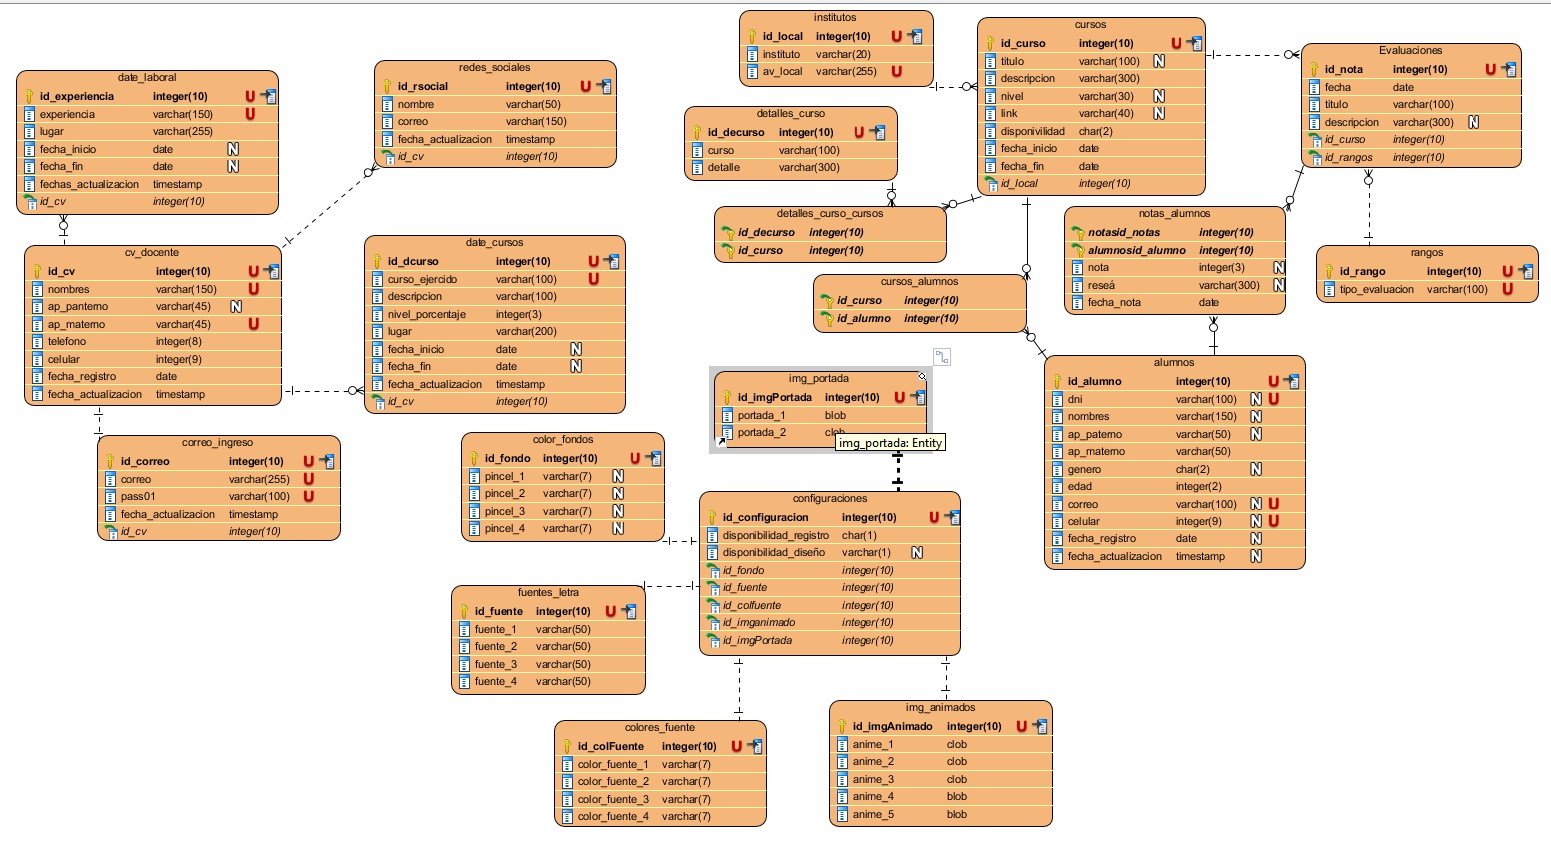 date_laboral
id_experiencia integer(10) U
experiencia varchar(150) U
lugar varchar(255)
fecha_inicio date N
fecha_fin date N
fechas_actualizacion timestamp
id_cv integer(10)
redes_sociales
id_rsocial integer(10) U
nombre varchar(50)
correo varchar(150)
fecha_actualizacion timestamp
id_cv integer(10)
institutos
id_local integer(10) U
instituto varchar(20)
av_local varchar(255) U
cursos
id_curso integer(10) U
titulo varchar(100) N
descripcion varchar(300)
nivel varchar(30) N
link varchar(40) N
disponivilidad char(2)
fecha_inicio date
fecha_fin date
id_local integer(10)
Evaluaciones
id_nota integer(10) U
fecha date
titulo varchar(100)
descripcion varchar(300) N
id_curso integer(10)
id_rangos integer(10)
detalles_curso
id_decurso integer(10) U
curso varchar(100)
detalle varchar(300)
detalles_curso_cursos
id_decurso integer(10)
id_curso integer(10)
notas_alumnos
notasid_notas integer(10)
alumnosid_alumno integer(10)
nota integer(3) N
reseá varchar(300) N
fecha_nota date
rangos
id_rango integer(10) U
tipo_evaluacion varchar(100) U
cv_docente
id_cv integer(10) U
nombres varchar(150) U
ap_panterno varchar(45) N
ap_materno varchar(45) U
telefono integer(8)
celular integer(9)
fecha_registro date
fecha_actualizacion timestamp
date_cursos
id_dcurso integer(10) U
curso_ejercido varchar(100) U
descripcion varchar(100)
nivel_porcentaje integer(3)
lugar varchar(200)
fecha_inicio date N
fecha_fin date N
fecha_actualizacion timestamp
id_cv integer(10)
cursos_alumnos
id_curso integer(10)
id_alumno integer(10)
alumnos
id_alumno integer(10) U
dni varchar(100) N U
nombres varchar(150) N
ap_paterno varchar(50) N
ap_materno varchar(50)
genero char(2) N
edad integer(2)
correo varchar(100) N U
celular integer(9) N U
fecha_registro date N
fecha_actualizacion timestamp N
img_portada
id_imgPortada integer(10) U
portada_1 blob
portada_2 clob
img_portada: Entity
correo_ingreso
id_correo integer(10) U
correo varchar(255) U
pass01 varchar(100) U
fecha_actualizacion timestamp
id_cv integer(10)
color_fondos
id_fondo integer(10) U
pincel_1 varchar(7) N
pincel_2 varchar(7) N
pincel_3 varchar(7) N
pincel_4 varchar(7) N
configuraciones
id_configuracion integer(10) U
disponibilidad_registro char(1)
disponibilidad_diseño varchar(1) N
id_fondo integer(10)
id_fuente integer(10)
id_colfuente integer(10)
id_imganimado integer(10)
id_imgPortada integer(10)
fuentes_letra
id_fuente integer(10) U
fuente_1 varchar(50)
fuente_2 varchar(50)
fuente_3 varchar(50)
fuente_4 varchar(50)
colores_fuente
id_colFuente integer(10) U
color_fuente_1 varchar(7)
color_fuente_2 varchar(7)
color_fuente_3 varchar(7)
color_fuente_4 varchar(7)
img_animados
id_imgAnimado integer(10) U
anime_1 clob
anime_2 clob
anime_3 clob
anime_4 blob
anime_5 blob